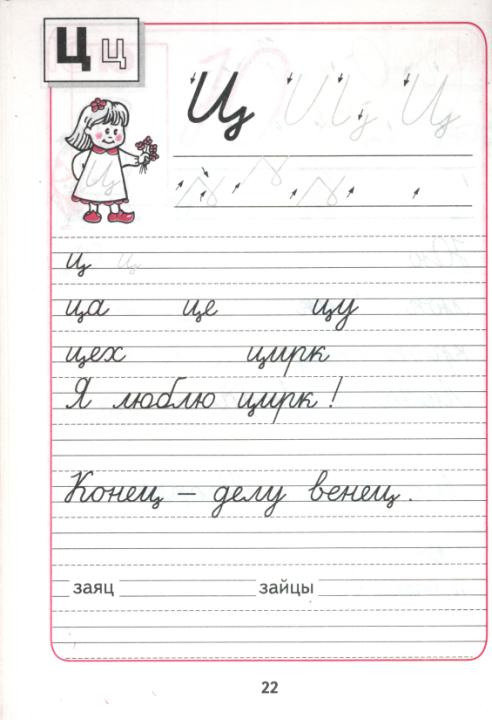 Ц ц
Ц Ц Ц Ц
Ц
ц ц
ца це цу
цех цирк
Я люблю цирк!
Конец – делу венец.
заяц зайцы
22